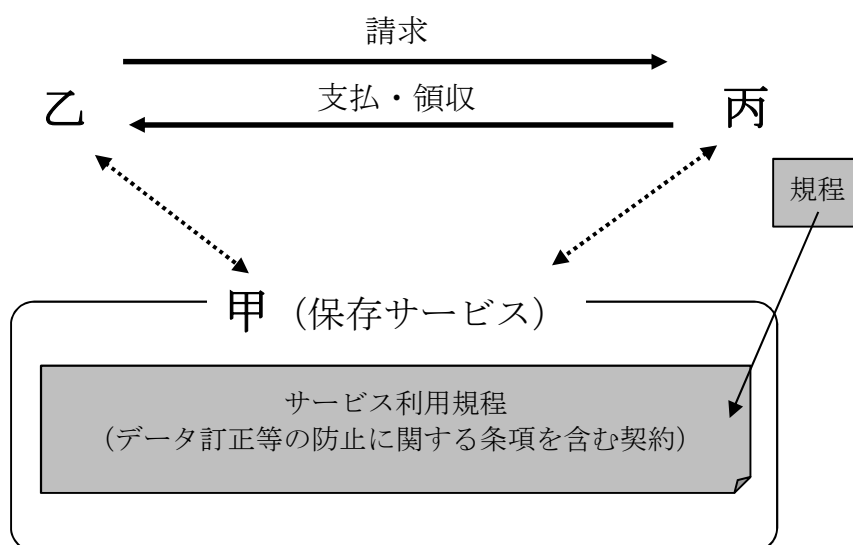 請求
支払・領収
乙
丙
規程
甲(保存サービス)
サービス利用規程
(データ訂正等の防止に関する条項を含む契約)